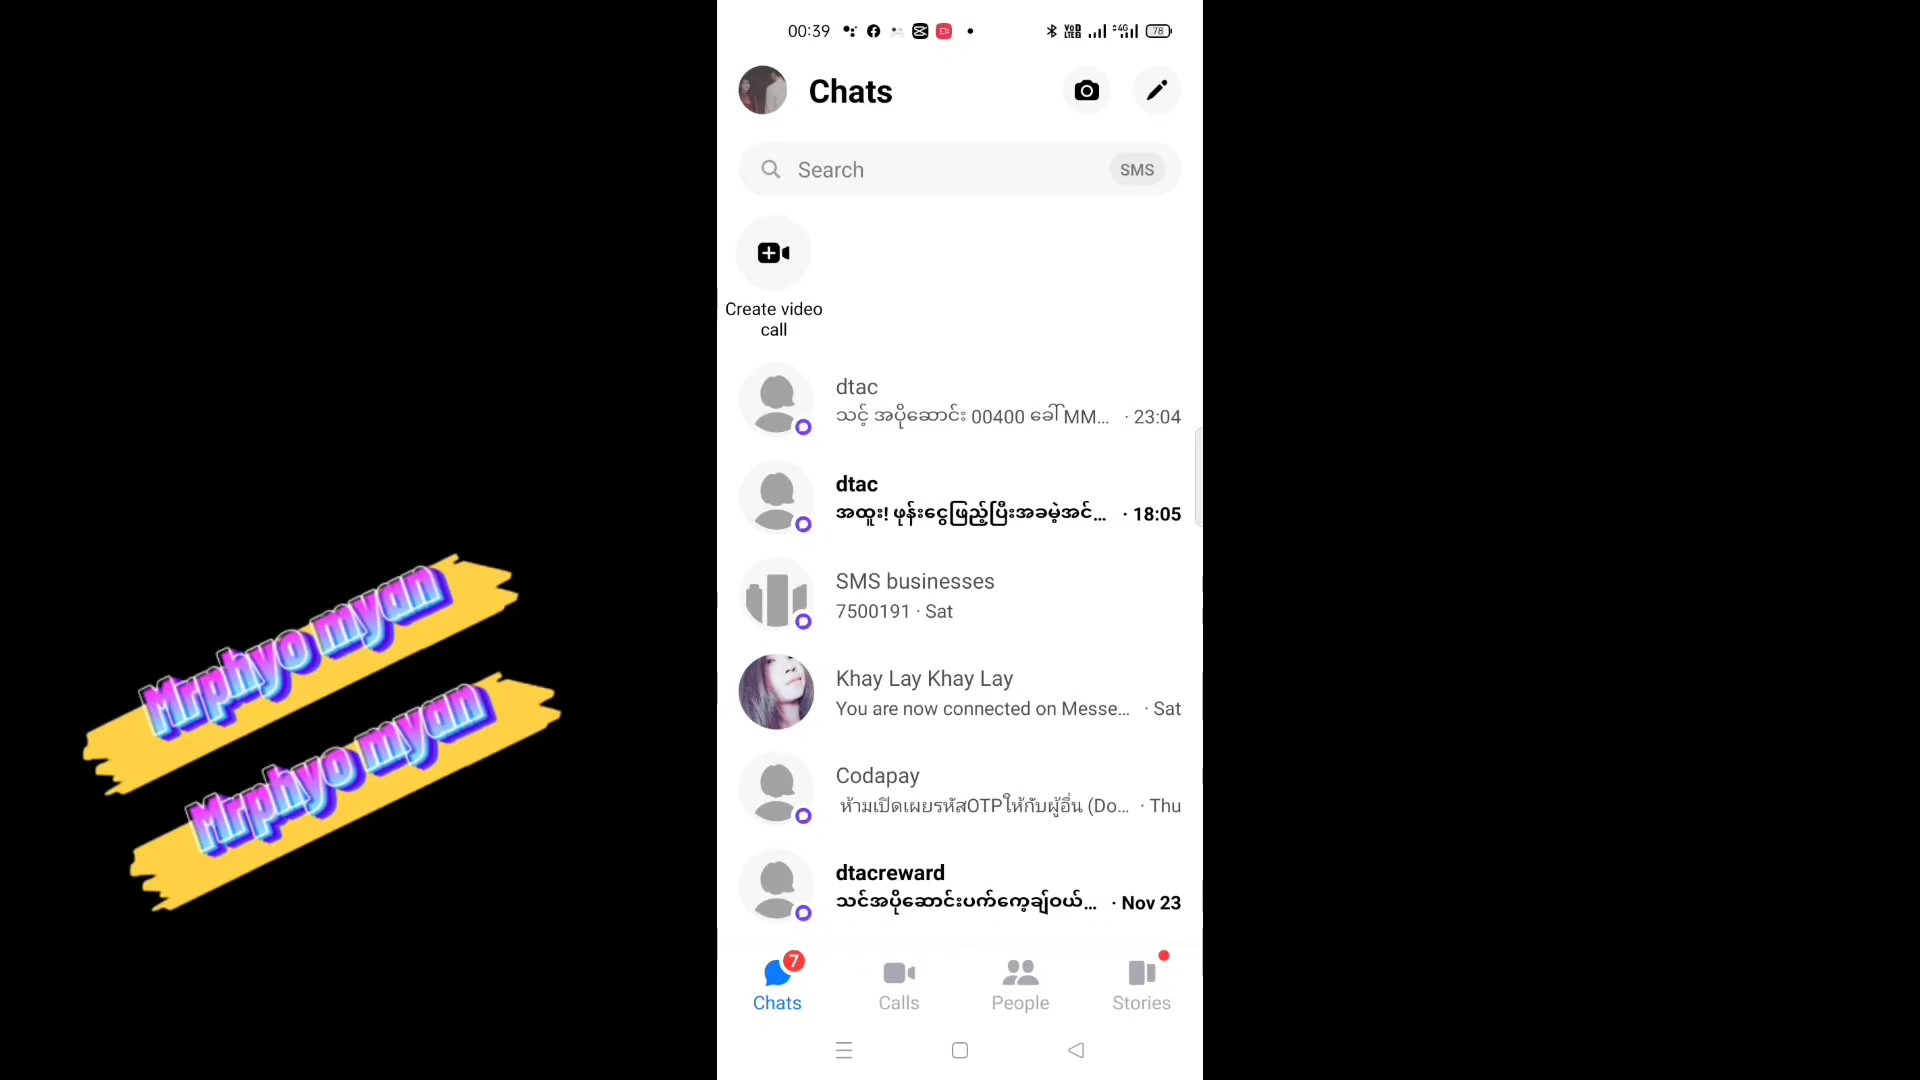 00:39
VoD
LTE
4G
78
Chats
Search
SMS
Create video
call
dtac
သင့် အပိုဆောင်း 00400 ခေါ်MM... · 23:04
dtac
အထူး! ဖုန်းငွေဖြည့်ပြီးအခမဲ့အင်... · 18:05
SMS businesses
7500191 · Sat
Khay Lay Khay Lay
You are now connected on Messe... · Sat
Codapay
ห้ามเปิดเผยรหัสOTPให้กับผู้อื่น (Do... · Thu
dtacreward
သင်အပိုဆောင်းပက်ကေ့ချ်ဝယ်... · Nov 23
7
Chats
Calls
People
Stories
Mrphyo myan
Mrphyo myan